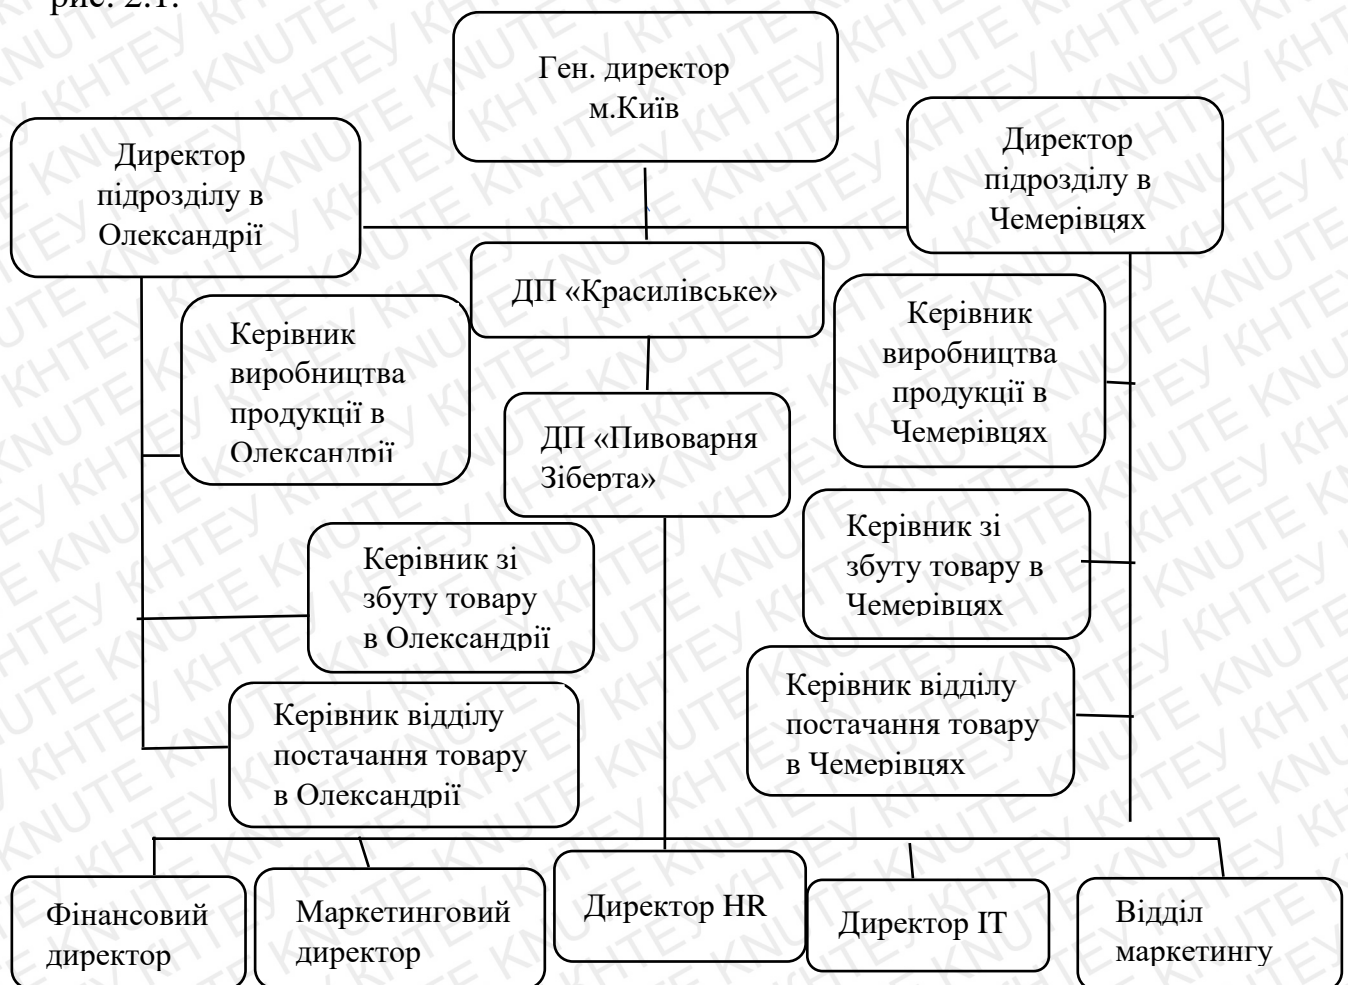 рис. 2.1.
Ген. директор
м.Київ
Директор
підрозділу в
Олександрії
Директор
підрозділу в
Чемерівцях
ДП «Красилівське»
Керівник
виробництва
продукції в
Олександрії
Керівник
виробництва
продукції в
Чемерівцях
ДП «Пивоварня
Зіберта»
Керівник зі
збуту товару
в Олександрії
Керівник зі
збуту товару в
Чемерівцях
Керівник відділу
постачання товару
в Олександрії
Керівник відділу
постачання товару
в Чемерівцях
Фінансовий
директор
Маркетинговий
директор
Директор HR
Директор IT
Відділ
маркетингу
KNUTE КНТЕУ